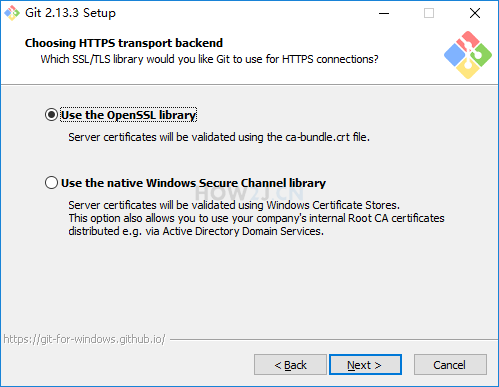 Git 2.13.3 Setup
Choosing HTTPS transport backend
Which SSL/TLS library would you like Git to use for HTTPS connections?
Use the OpenSSL library
Server certificates will be validated using the ca-bundle.crt file.
Use the native Windows Secure Channel library
HOW2J.CN
Server certificates will be validated using Windows Certificate Stores.
This option also allows you to use your company's internal Root CA certificates
distributed e.g. via Active Directory Domain Services.
https://git-for-windows.github.io/
< Back
Next >
Cancel